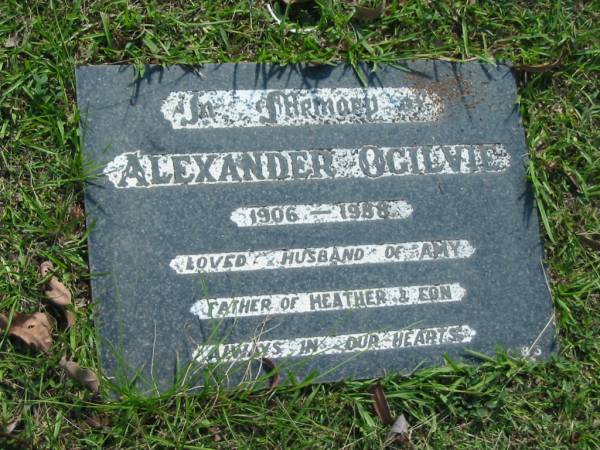 In Memory of
ALEXANDER OGILVIE
1906 — 1988
LOVED HUSBAND OF AMY
FATHER OF HEATHER & EON
ALWAYS IN OUR HEARTS